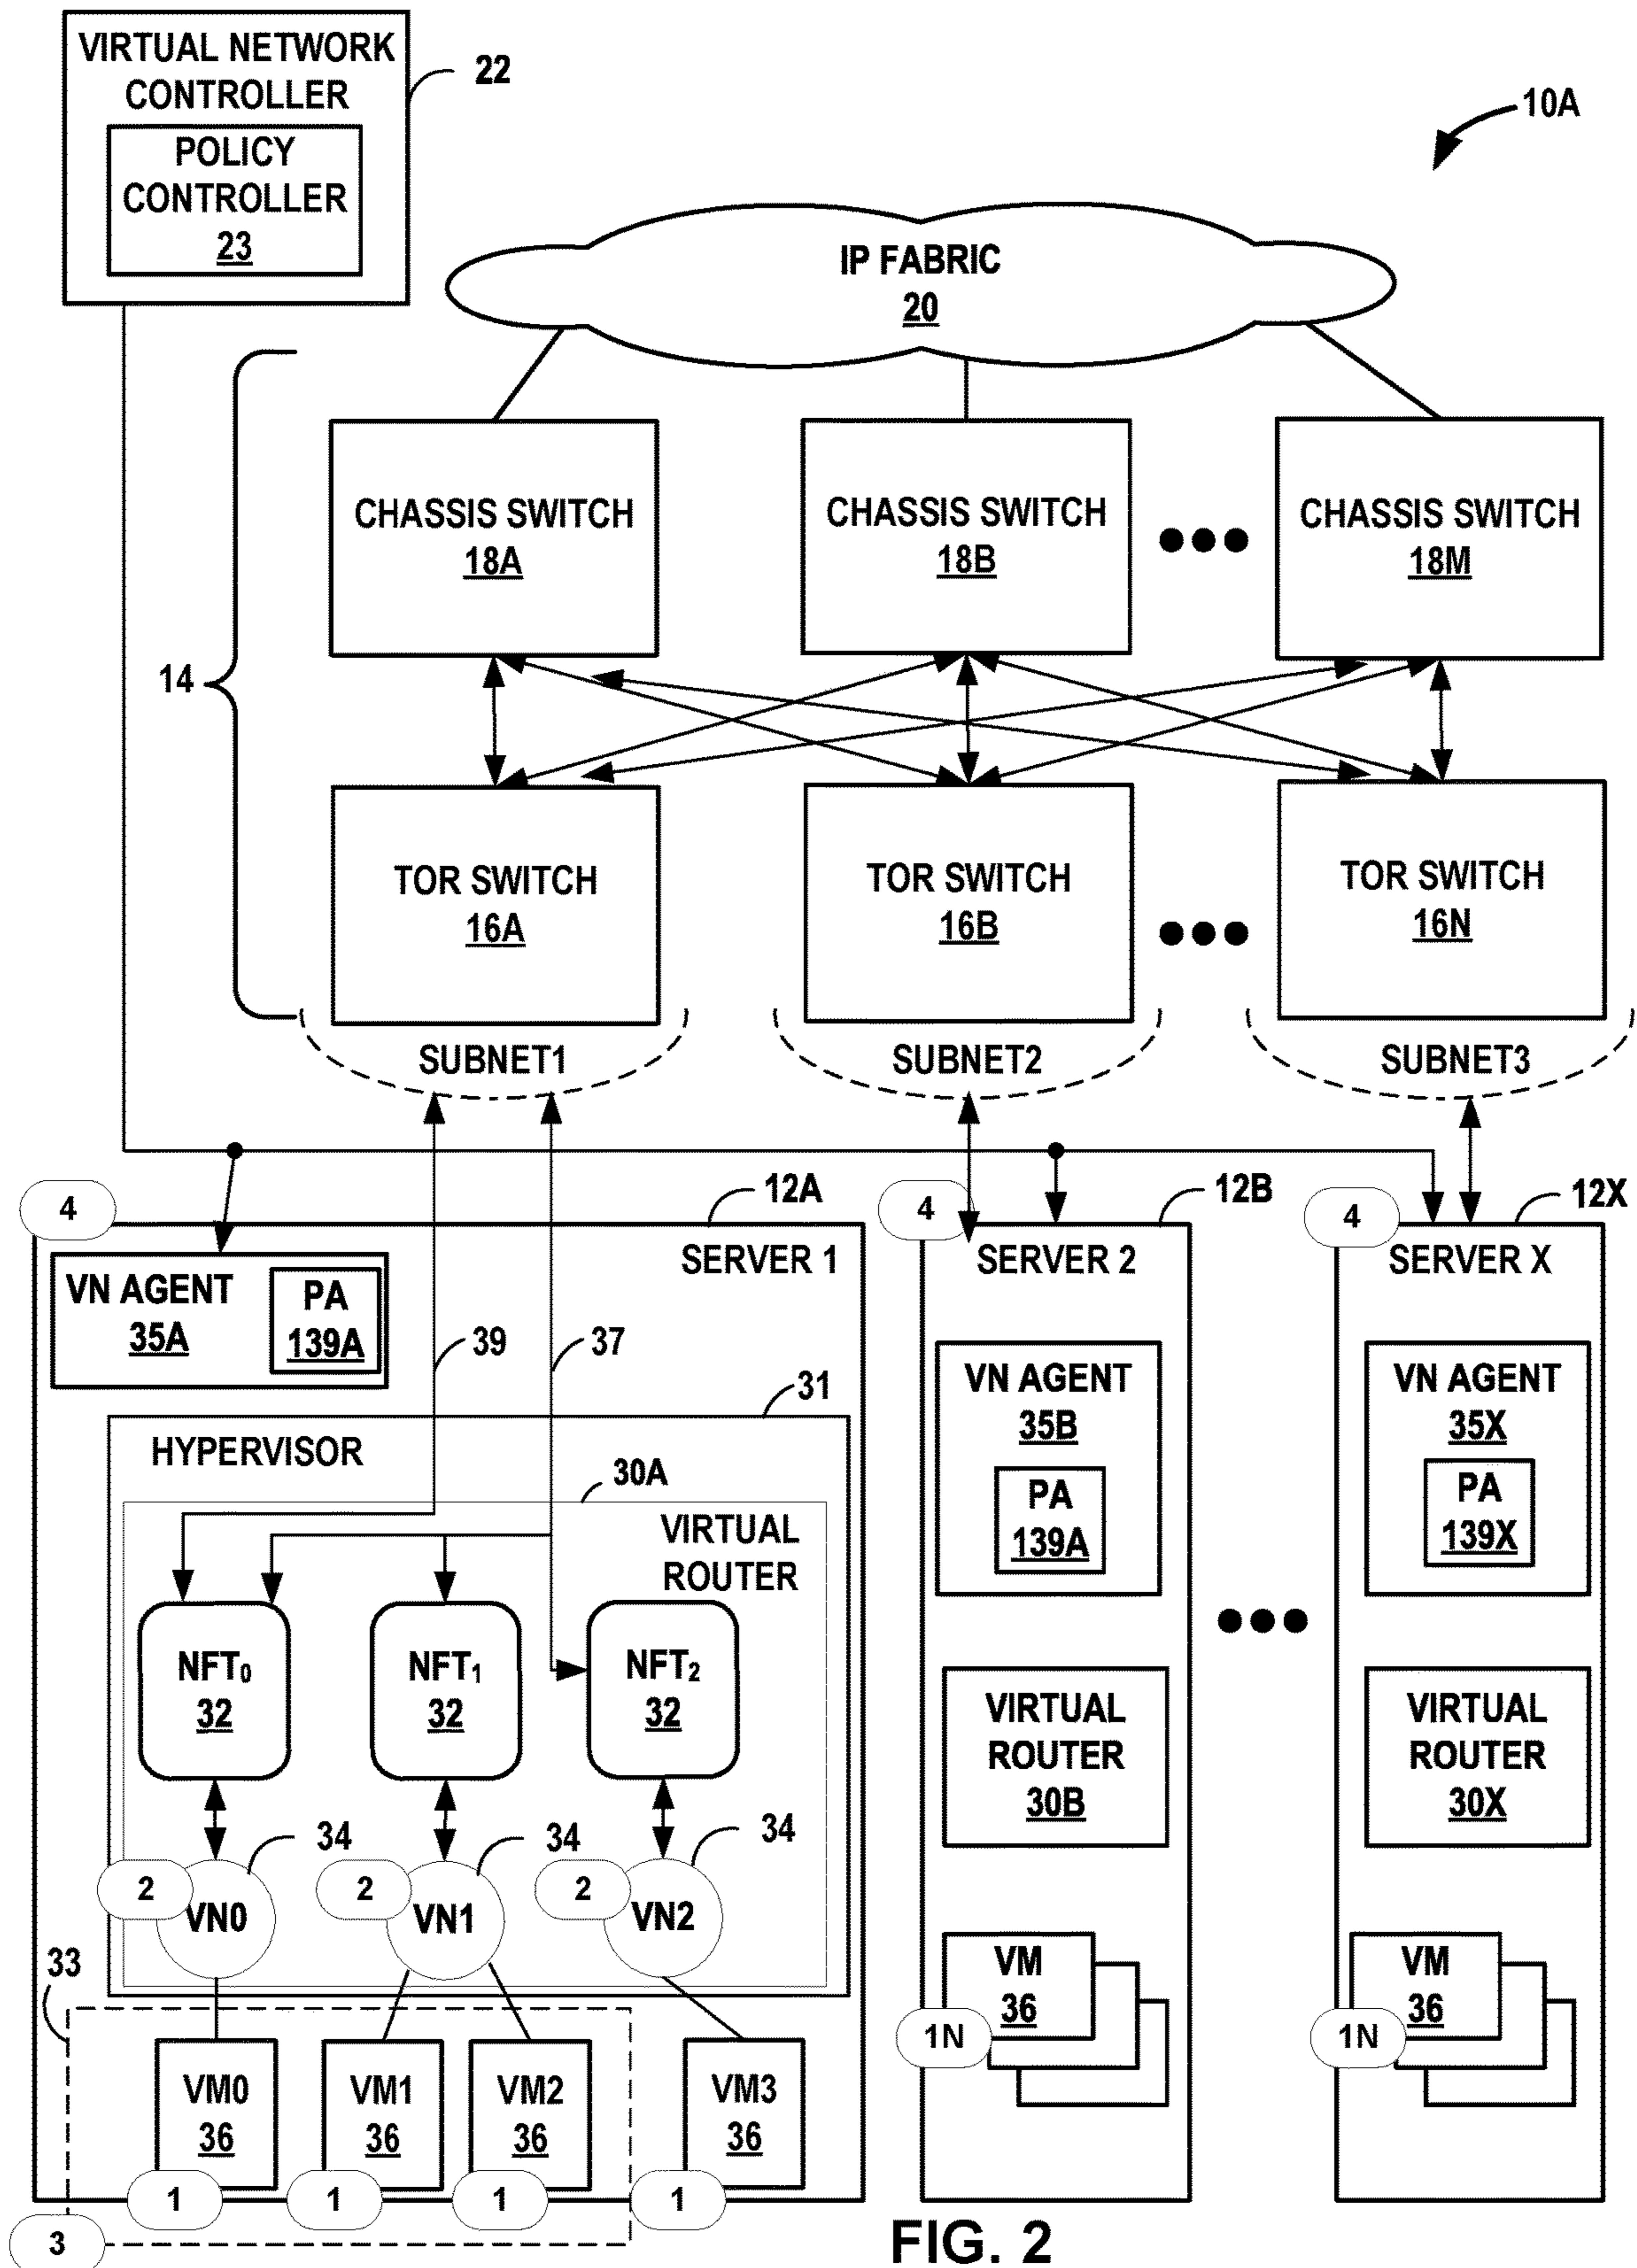 VIRTUAL NETWORK
CONTROLLER
22
POLICY
CONTROLLER
23
10A
IP FABRIC
20
14
CHASSIS SWITCH
18A
CHASSIS SWITCH
18B
CHASSIS SWITCH
18M
TOR SWITCH
16A
TOR SWITCH
16B
TOR SWITCH
16N
SUBNET1
SUBNET2
SUBNET3
4
12A
SERVER 1
VN AGENT
35A
PA
139A
39
37
31
HYPERVISOR
30A
VIRTUAL
ROUTER
NFT0
32
NFT1
32
NFT2
32
34
34
34
2
VN0
2
VN1
2
VN2
33
VM0
36
VM1
36
VM2
36
VM3
36
1
1
1
1
3
4
12B
SERVER 2
VN AGENT
35B
PA
139A
VIRTUAL
ROUTER
30B
VM
36
1N
4
12X
SERVER X
VN AGENT
35X
PA
139X
VIRTUAL
ROUTER
30X
VM
36
1N
FIG. 2